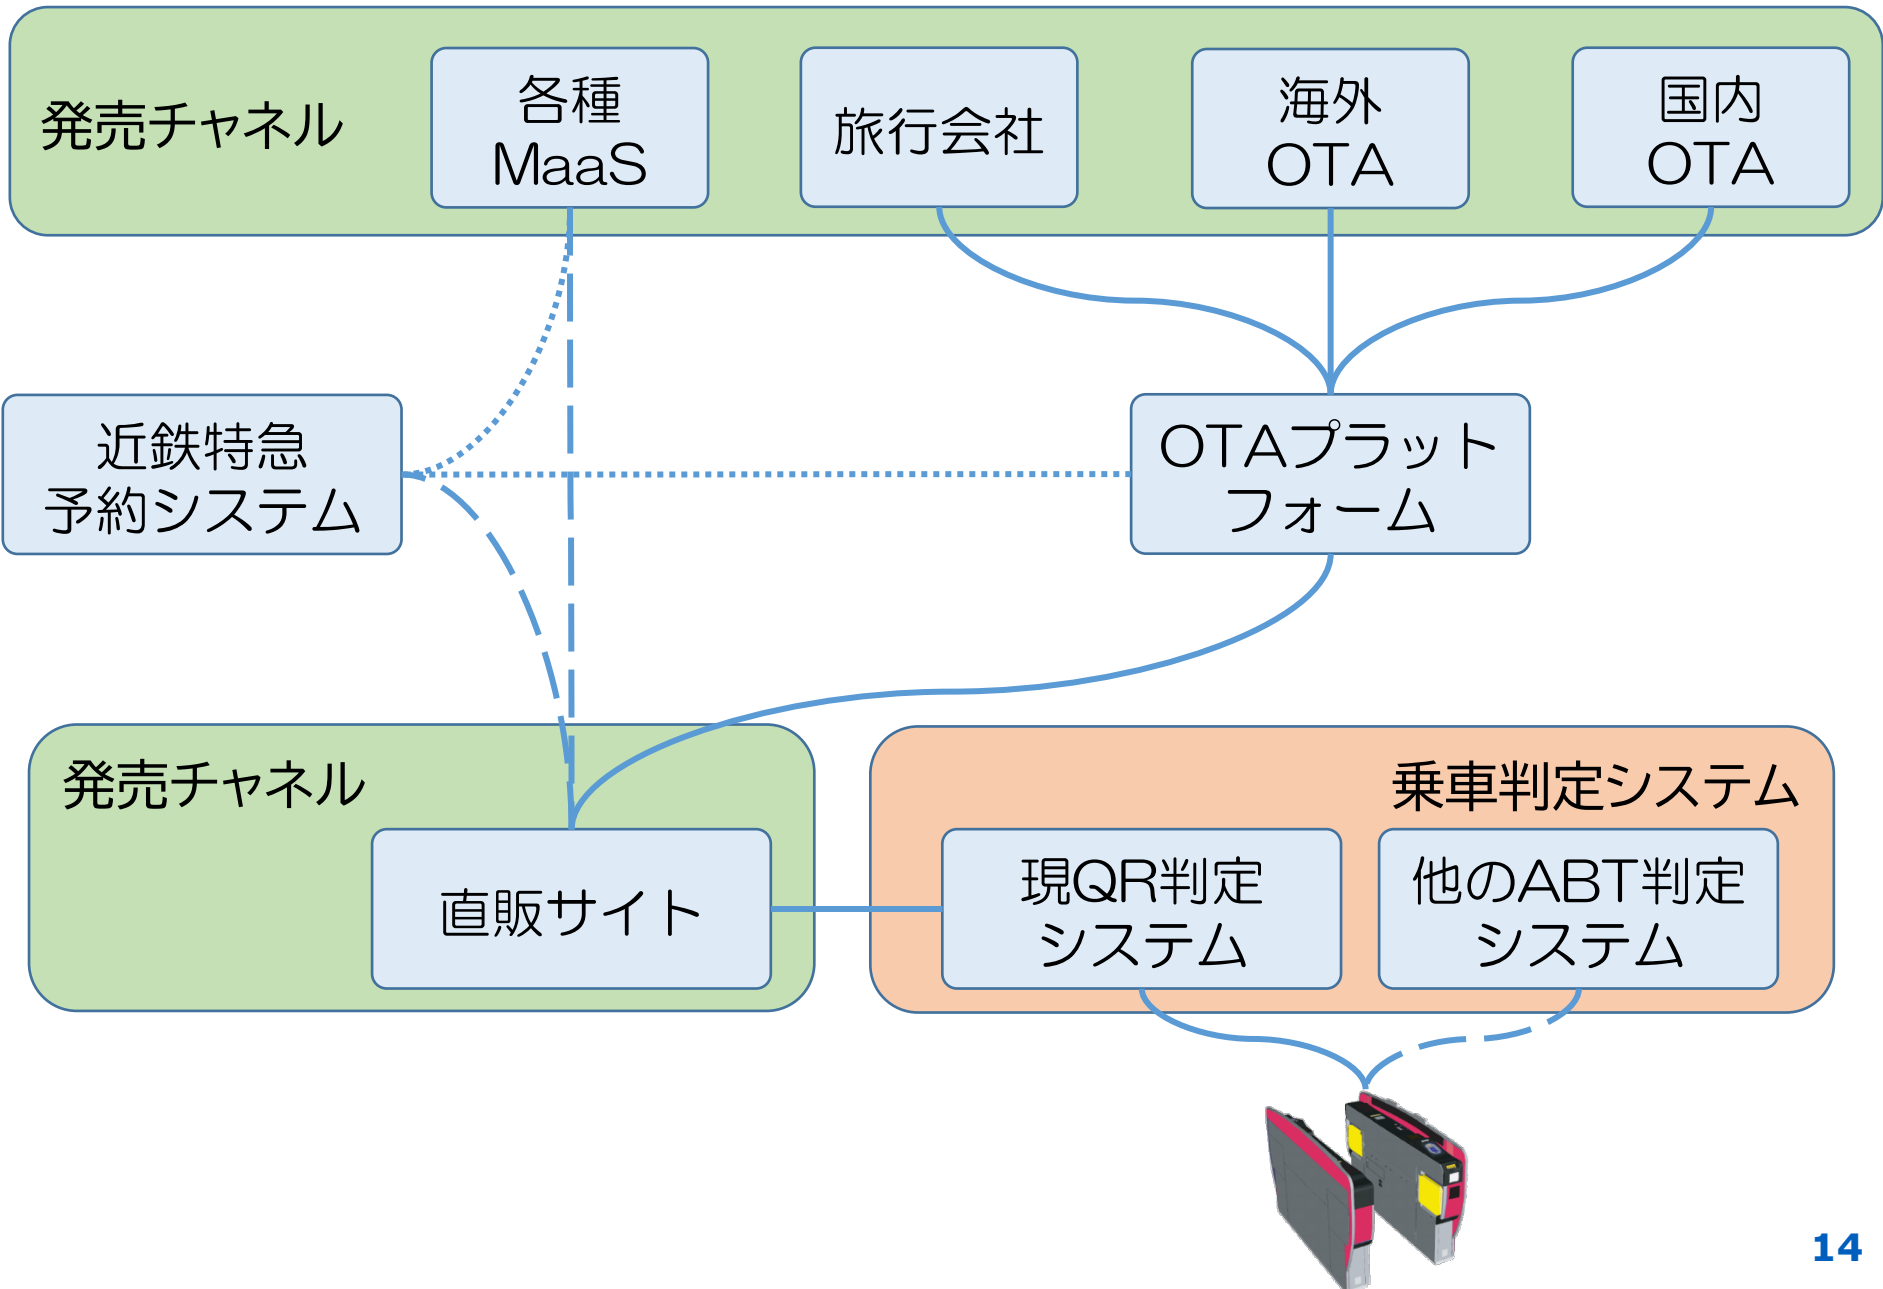 発売チャネル
各種
MaaS
旅行会社
海外
OTA
国内
OTA
近鉄特急
予約システム
OTAプラット
フォーム
発売チャネル
直販サイト
乗車判定システム
現QR判定
システム
他のABT判定
システム
14